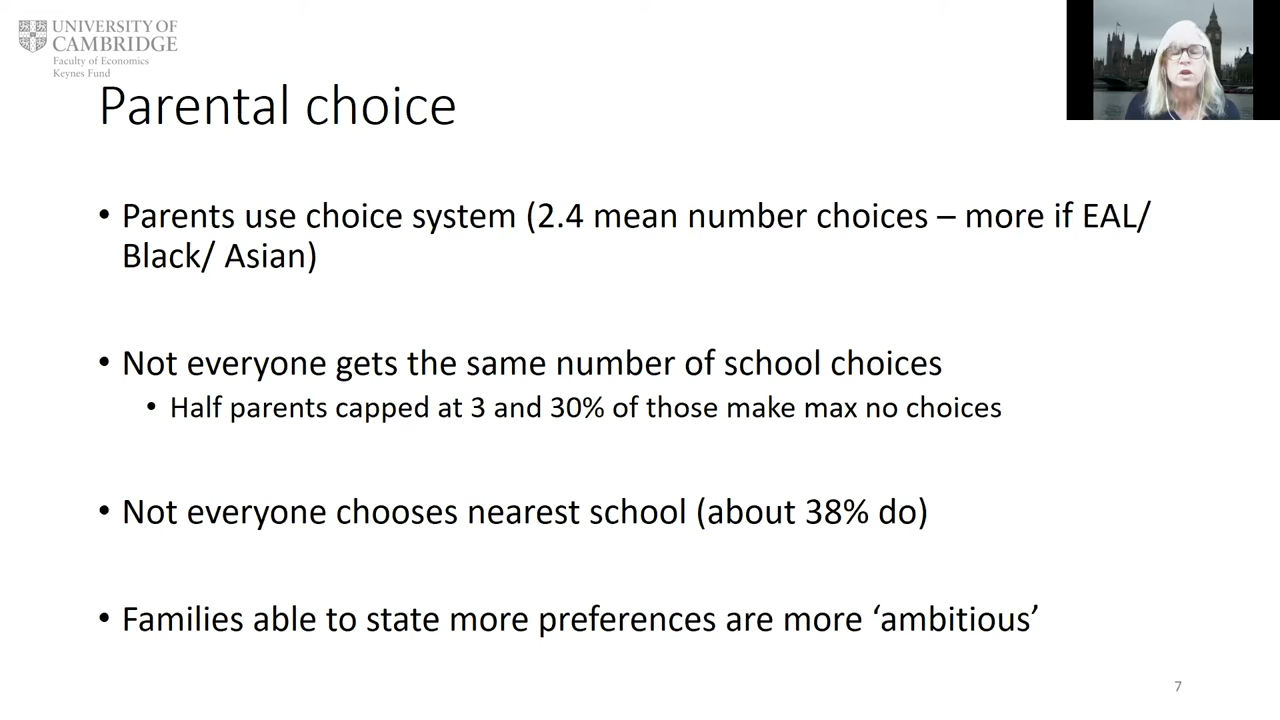 UNIVERSITY OF
CAMBRIDGE
Faculty of Economics
Keynes Fund
Parental choice
• Parents use choice system (2.4 mean number choices – more if EAL/
Black/ Asian)
• Not everyone gets the same number of school choices
• Half parents capped at 3 and 30% of those make max no choices
• Not everyone chooses nearest school (about 38% do)
• Families able to state more preferences are more ‘ambitious’
7